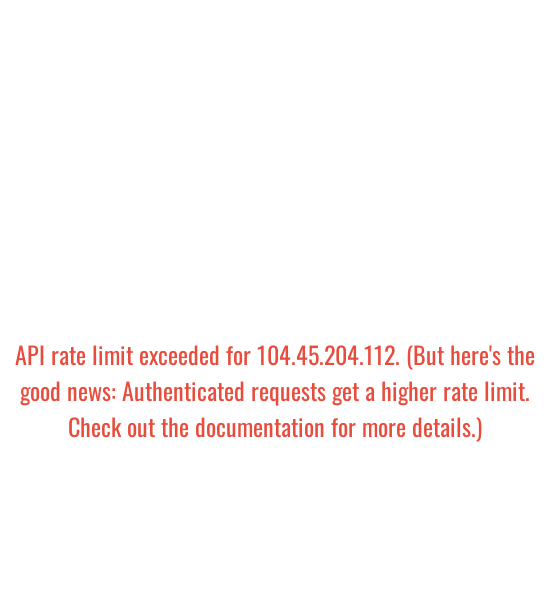 API rate limit exceeded for 104.45.204.112. (But here's the
good news: Authenticated requests get a higher rate limit.
Check out the documentation for more details.)